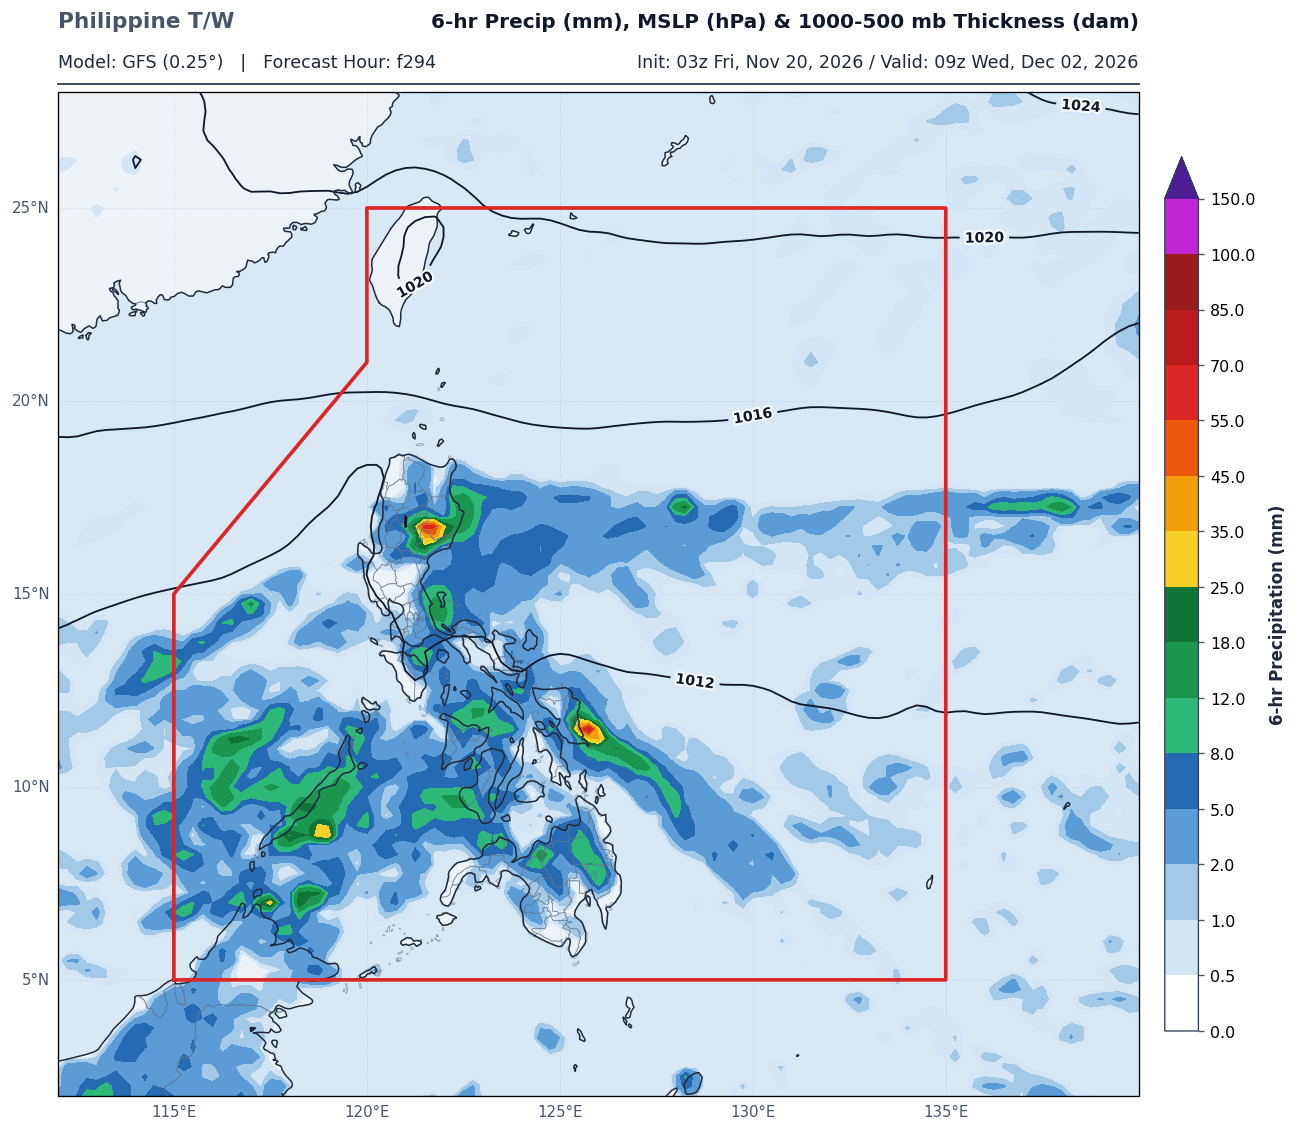 Philippine T/W
6-hr Precip (mm), MSLP (hPa) & 1000-500 mb Thickness (dam)
Model: GFS (0.25°) | Forecast Hour: f294
Init: 03z Fri, Nov 20, 2026 / Valid: 09z Wed, Dec 02, 2026
1024
1020
1020
1016
1012
25°N
20°N
15°N
10°N
5°N
115°E
120°E
125°E
130°E
135°E
150.0
100.0
85.0
70.0
55.0
45.0
35.0
25.0
18.0
12.0
8.0
5.0
2.0
1.0
0.5
0.0
6-hr Precipitation (mm)